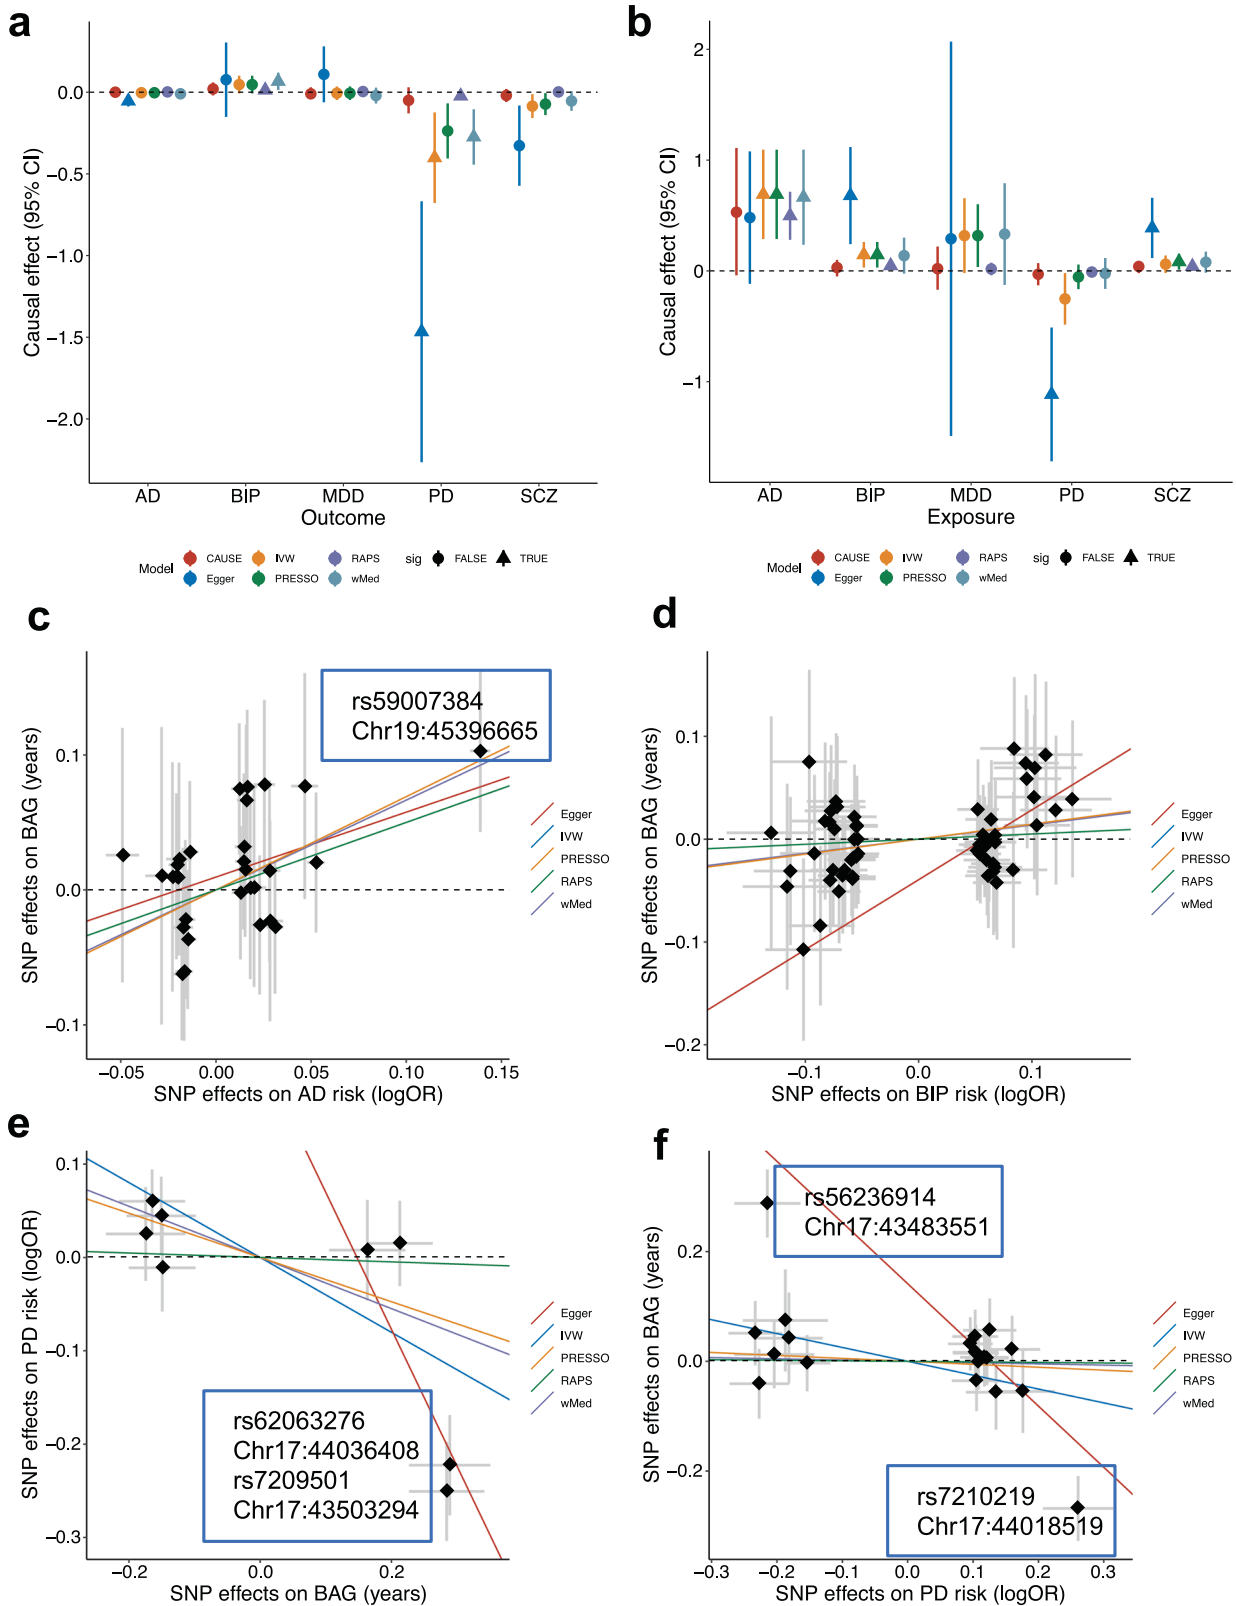 a
Causal effect (95% CI)
0.0
−0.5
−1.0
−1.5
−2.0
AD BIP MDD PD SCZ
Outcome
Model CAUSE IVW RAPS sig FALSE TRUE
Egger PRESSO wMed
b
Causal effect (95% CI)
2
1
0
−1
AD BIP MDD PD SCZ
Exposure
Model CAUSE IVW RAPS sig FALSE TRUE
Egger PRESSO wMed
c
SNP effects on BAG (years)
0.1
0.0
−0.1
rs59007384
Chr19:45396665
−0.05 0.00 0.05 0.10 0.15
SNP effects on AD risk (logOR)
Egger
IVW
PRESSO
RAPS
wMed
d
SNP effects on BAG (years)
0.1
0.0
−0.1
−0.2
−0.1 0.0 0.1
SNP effects on BIP risk (logOR)
Egger
IVW
PRESSO
RAPS
wMed
e
SNP effects on PD risk (logOR)
0.1
0.0
−0.1
−0.2
−0.3
rs62063276
Chr17:44036408
rs7209501
Chr17:43503294
−0.2 0.0 0.2
SNP effects on BAG (years)
Egger
IVW
PRESSO
RAPS
wMed
f
SNP effects on BAG (years)
0.2
0.0
−0.2
rs56236914
Chr17:43483551
rs7210219
Chr17:44018519
−0.3 −0.2 −0.1 0.0 0.1 0.2 0.3
SNP effects on PD risk (logOR)
Egger
IVW
PRESSO
RAPS
wMed